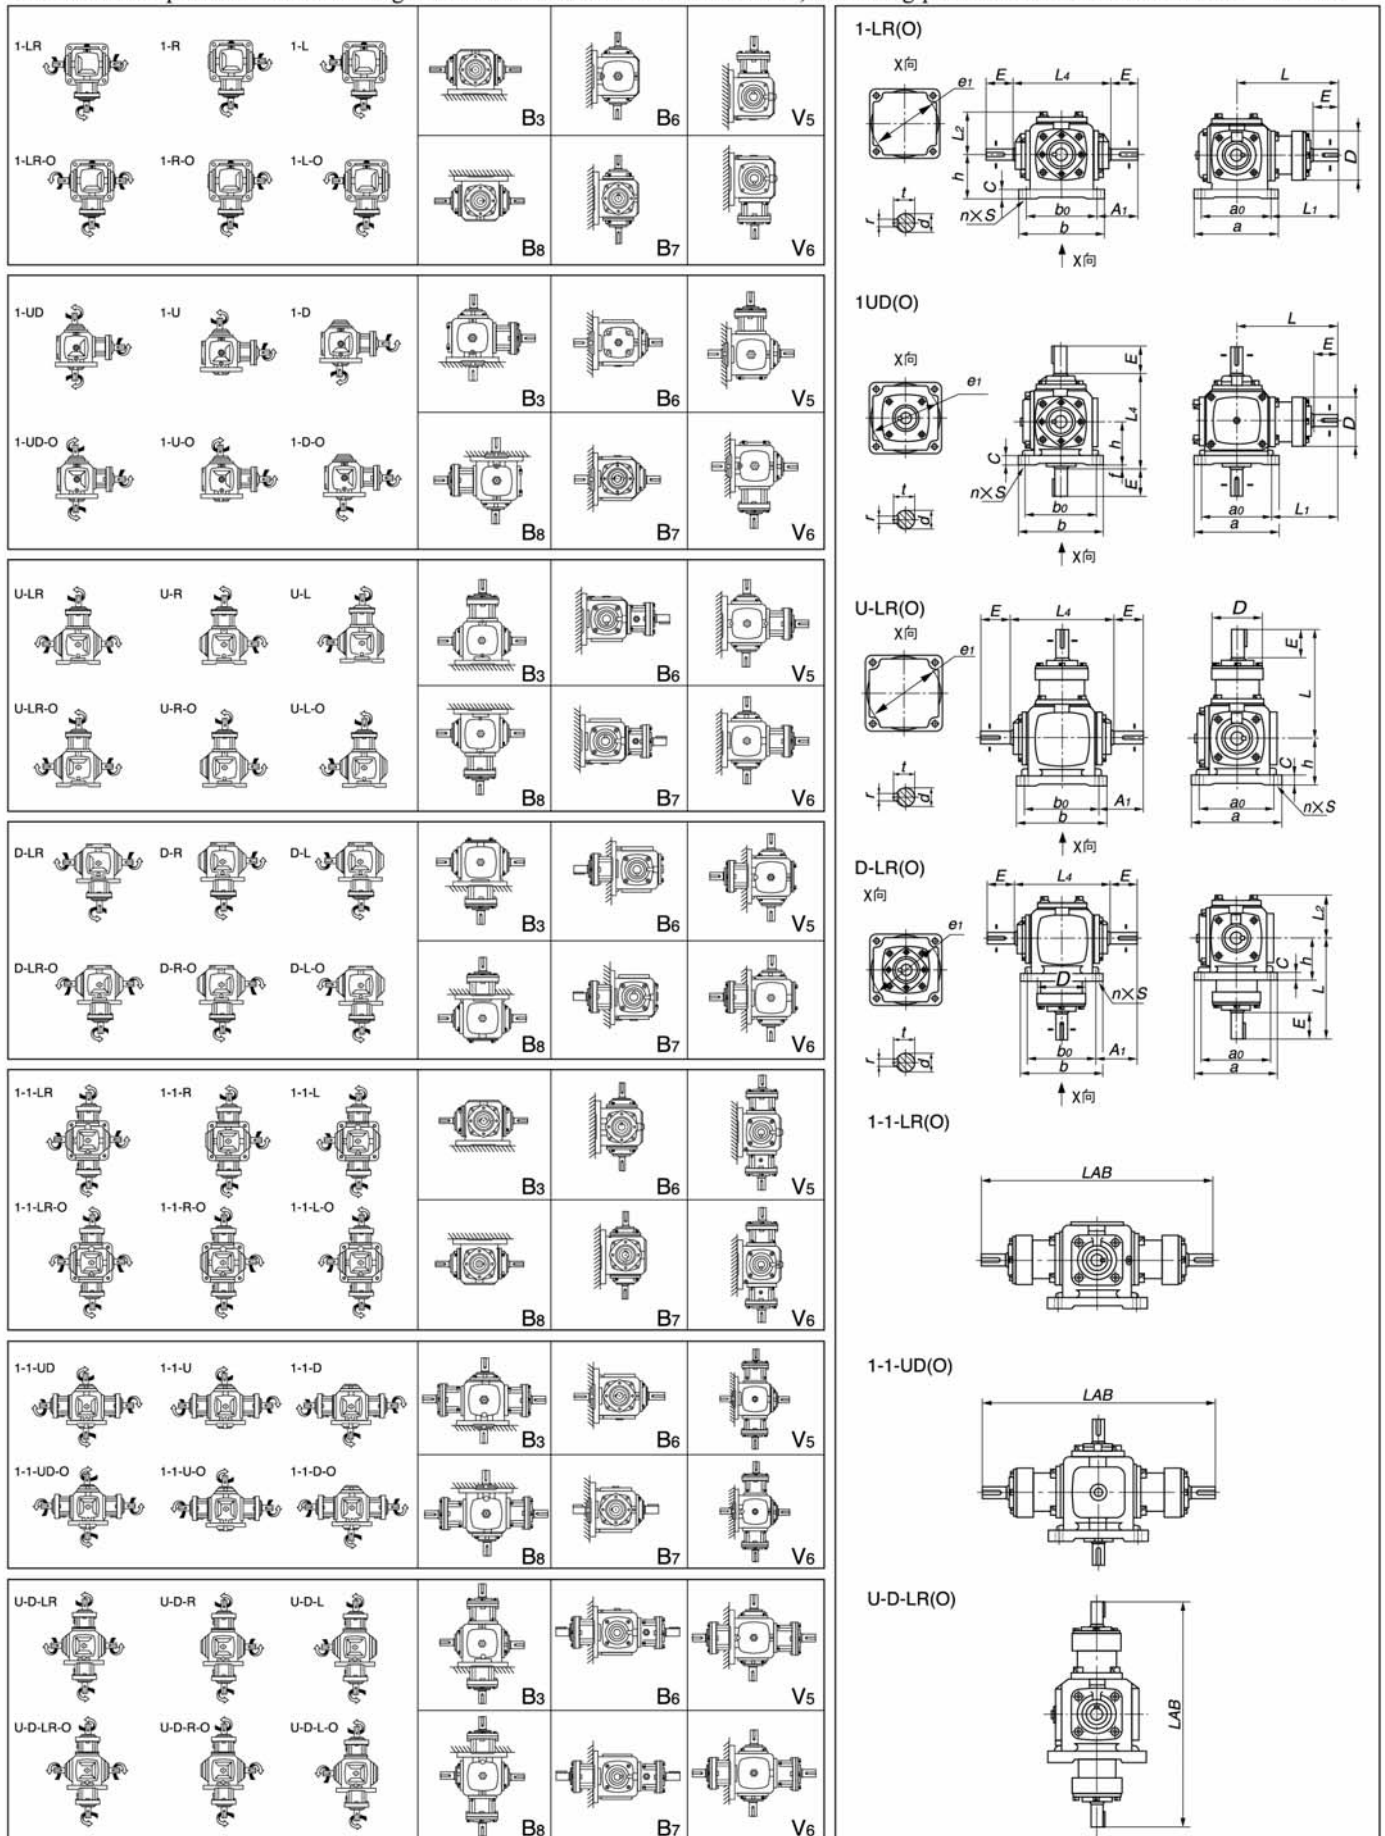 1-LR 1-R 1-L
B3 B6 V5
1-LR-O 1-R-O 1-L-O
B8 B7 V6
1-UD 1-U 1-D
B3 B6 V5
1-UD-O 1-U-O 1-D-O
B8 B7 V6
U-LR U-R U-L
B3 B6 V5
U-LR-O U-R-O U-L-O
B8 B7 V6
D-LR D-R D-L
B3 B6 V5
D-LR-O D-R-O D-L-O
B8 B7 V6
1-1-LR 1-1-R 1-1-L
B3 B6 V5
1-1-LR-O 1-1-R-O 1-1-L-O
B8 B7 V6
1-1-UD 1-1-U 1-1-D
B3 B6 V5
1-1-UD-O 1-1-U-O 1-1-D-O
B8 B7 V6
U-D-LR U-D-R U-D-L
B3 B6 V5
U-D-LR-O U-D-R-O U-D-L-O
B8 B7 V6
1-LR(O)
X向
e1
E L4 E
L
E
L2
h
C
D
t
r
d
n×S
b0 A1
b
a0 L1
a
X向
1UD(O)
X向
e1
L
E
E
L4
h
C
f
E
D
t
r
d
n×S
b0
b
a0 L1
a
X向
U-LR(O)
X向
e1
E L4 E
D
E
L
h
C
t
r
d
b0 A1
b
a0
a
n×S
X向
D-LR(O)
X向
e1
E L4 E
L2
h
C
L
E
D
n×S
t
r
d
b0 A1
b
a0
a
X向
1-1-LR(O)
LAB
1-1-UD(O)
LAB
U-D-LR(O)
LAB